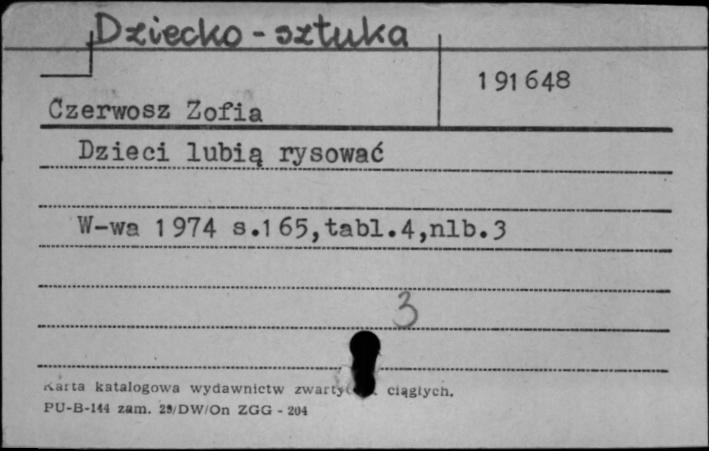 Dziecko - sztuka
191648
Czerwosz Zofia
Dzieci lubią rysować
W-wa 1974 s.165,tabl.4,nlb.3
3
Karta katalogowa wydawnictw ciągłych.
PU-B-144 zam. 29/DW/On ZGG - 204